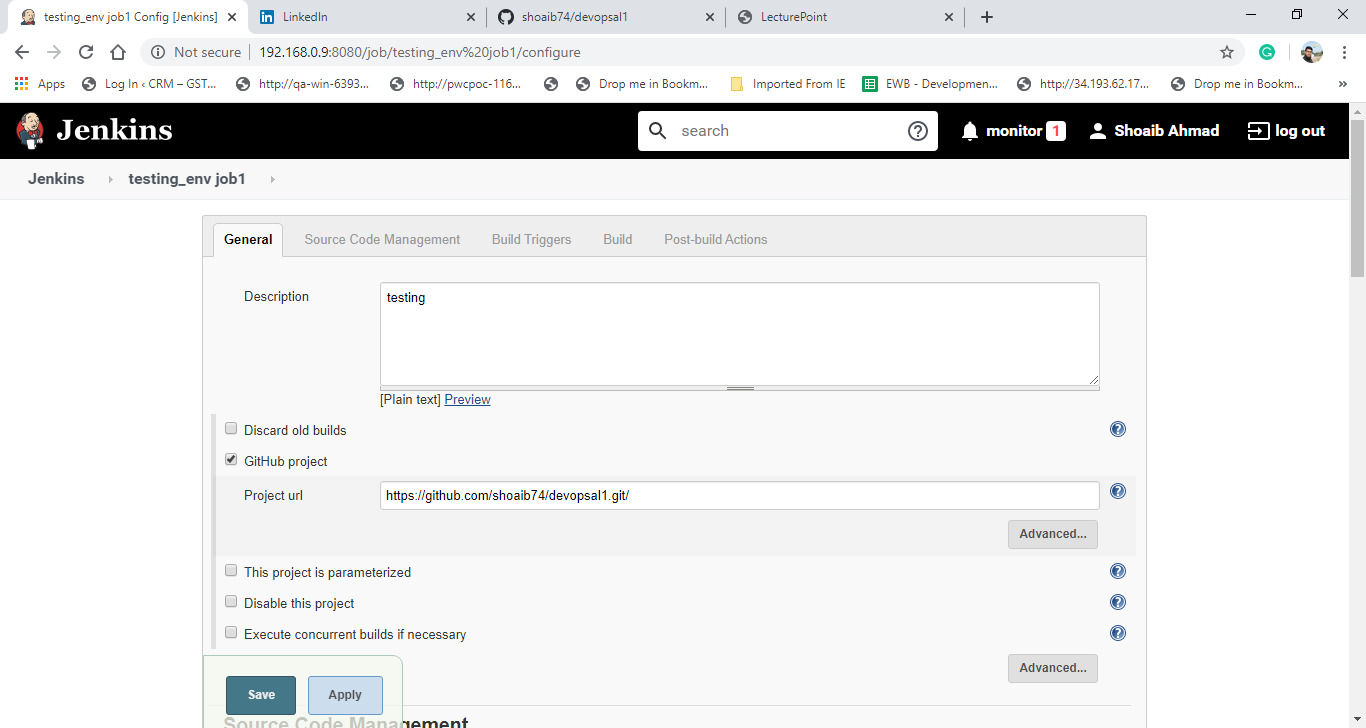 testing_env job1 Config [Jenkins]
LinkedIn
shoaib74/devopsal1
LecturePoint
Not secure
192.168.0.9:8080/job/testing_env%20job1/configure
Apps
Log In ‹ CRM – GST...
http://qa-win-6393...
http://pwcpoc-116...
Drop me in Bookm...
Imported From IE
EWB - Developmen...
http://34.193.62.17...
Drop me in Bookm...
»
Jenkins
search
monitor 1
Shoaib Ahmad
log out
Jenkins
testing_env job1
General
Source Code Management
Build Triggers
Build
Post-build Actions
Description
testing
[Plain text] Preview
Discard old builds
GitHub project
Project url
https://github.com/shoaib74/devopsal1.git/
Advanced...
This project is parameterized
Disable this project
Execute concurrent builds if necessary
Advanced...
Save
Apply
Source Code Management